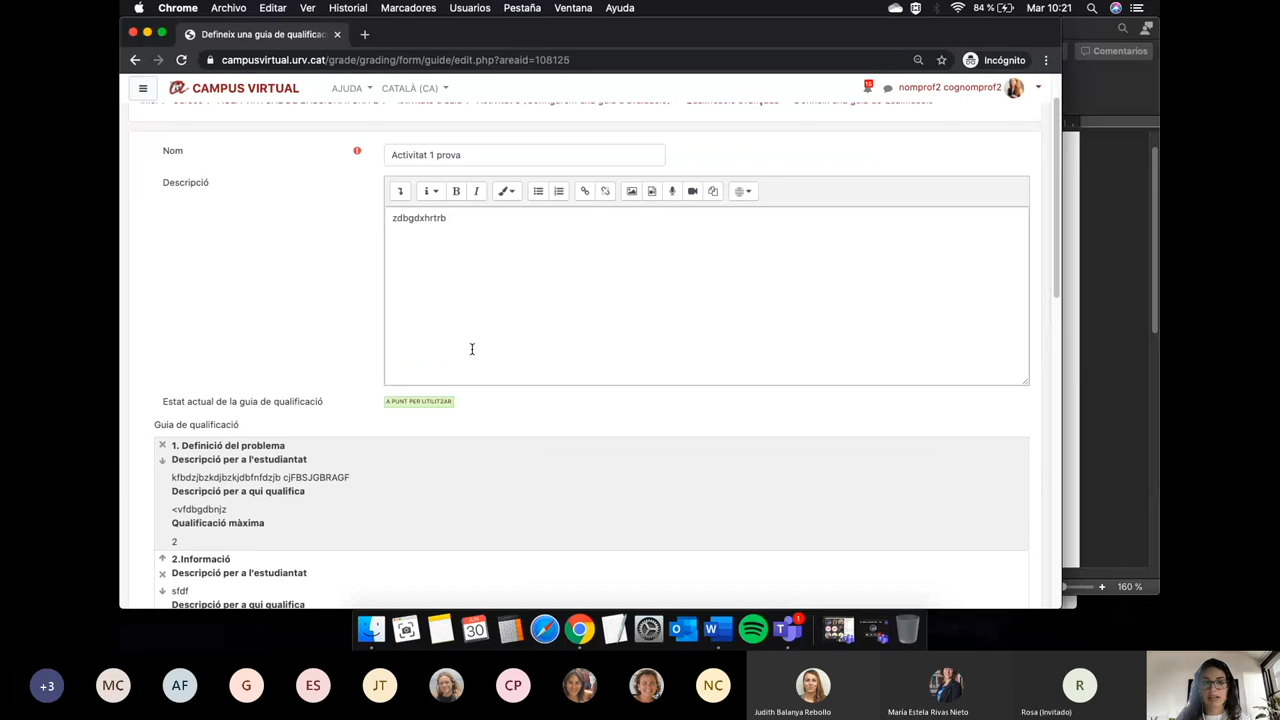 Chrome Archivo Editar Ver Historial Marcadores Usuarios Pestaña Ventana Ayuda 84 % Mar 10:21
Defineix una guia de qualificac
campusvirtual.urv.cat/grade/grading/form/guide/edit.php?areaid=108125 Incógnito
Comentarios
CAMPUS VIRTUAL AJUDA CATALÀ (CA) nomprof2 cognomprof2
Nom Activitat 1 prova
Descripció
B I
zdbgdxhrtrb
Estat actual de la guia de qualificació A PUNT PER UTILITZAR
Guia de qualificació
1. Definició del problema
Descripció per a l'estudiantat
kfbdzjbzkdjbzkjdbfnfdzjb cjFBSJGBRAGF
Descripció per a qui qualifica
<vfdbgdbnjz
Qualificació màxima
2
2.Informació
Descripció per a l'estudiantat
sfdf
Descripció per a qui qualifica
160 %
30
1
+3 MC AF G ES JT CP NC R
Judith Balanya Rebollo María Estela Rivas Nieto Rosa (Invitado)